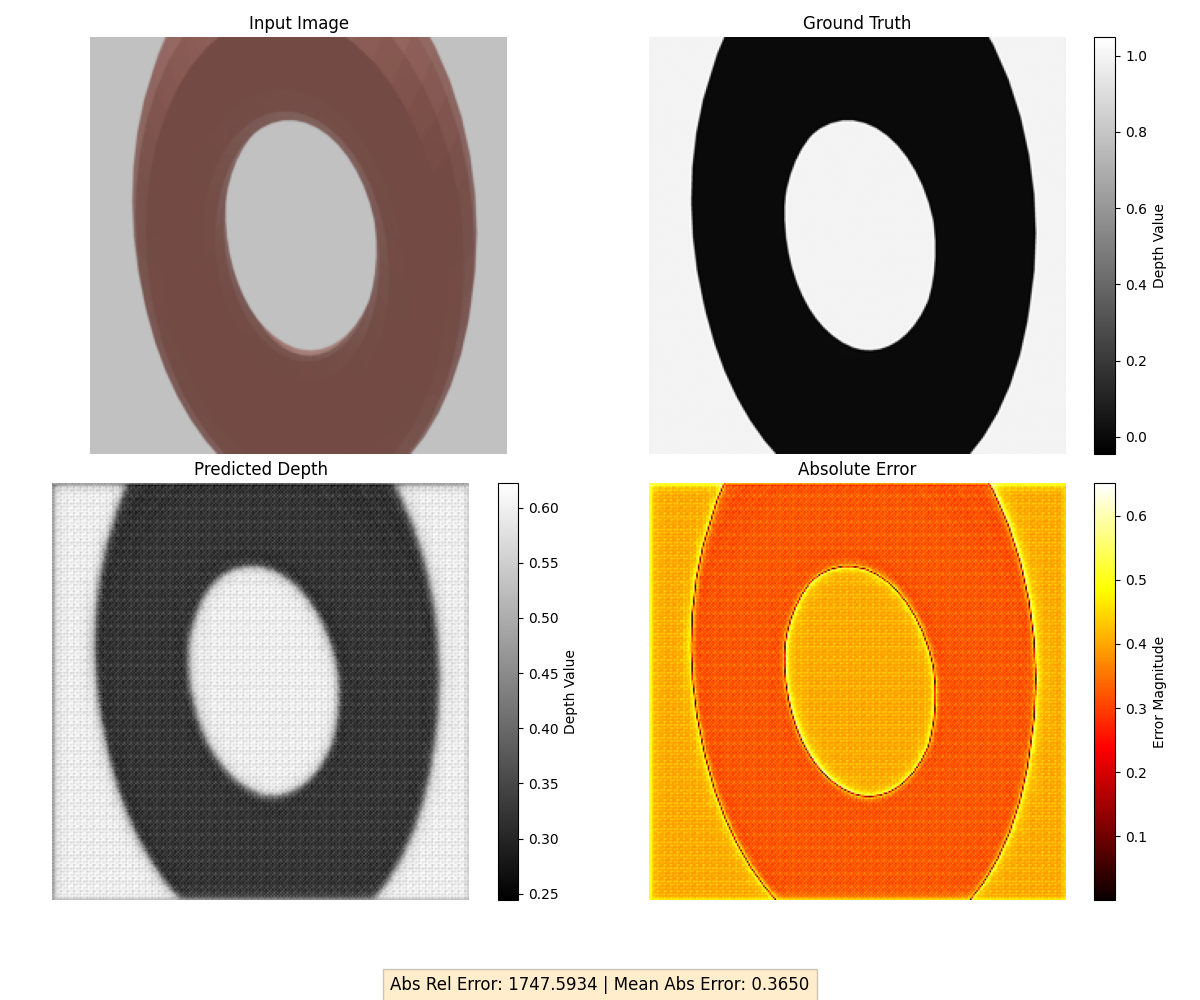 Input Image
Ground Truth
1.0
0.8
0.6
0.4
0.2
0.0
Depth Value
Predicted Depth
Absolute Error
0.60
0.55
0.50
0.45
0.40
0.35
0.30
0.25
Depth Value
0.6
0.5
0.4
0.3
0.2
0.1
Error Magnitude
Abs Rel Error: 1747.5934 | Mean Abs Error: 0.3650